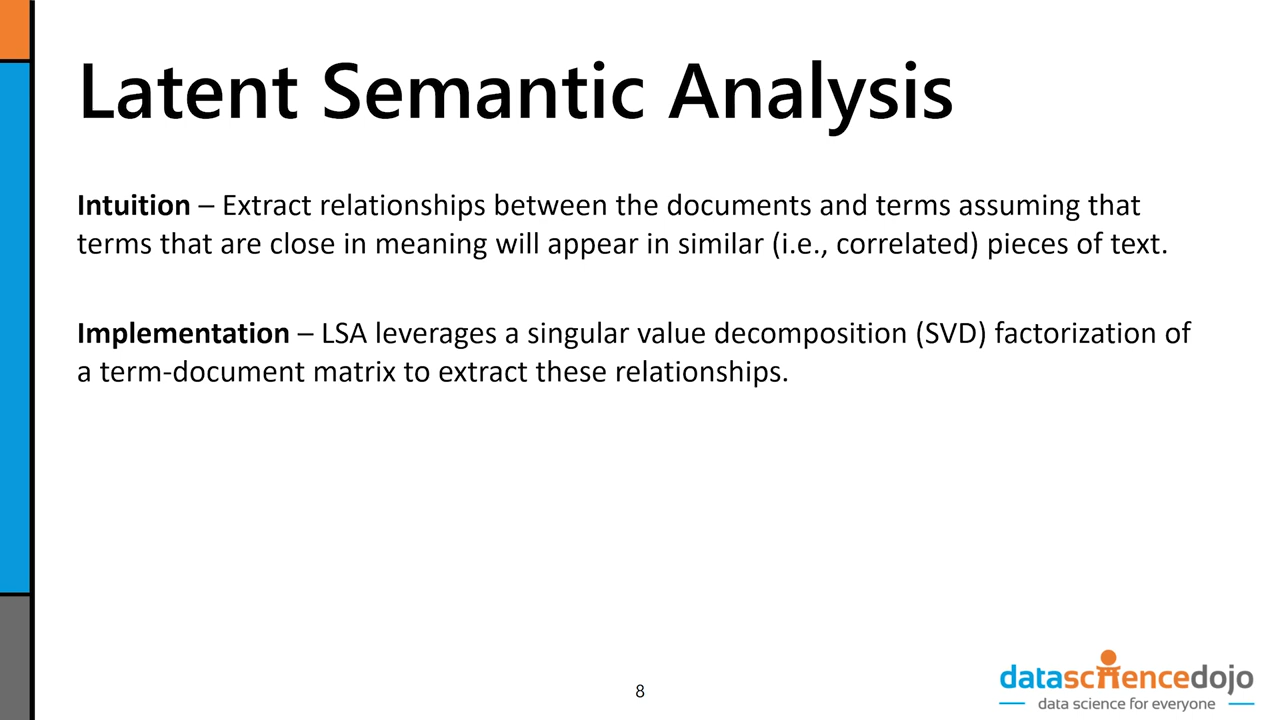 Latent Semantic Analysis
Intuition – Extract relationships between the documents and terms assuming that
terms that are close in meaning will appear in similar (i.e., correlated) pieces of text.
Implementation – LSA leverages a singular value decomposition (SVD) factorization of
a term-document matrix to extract these relationships.
8
datasciencedojo
data science for everyone